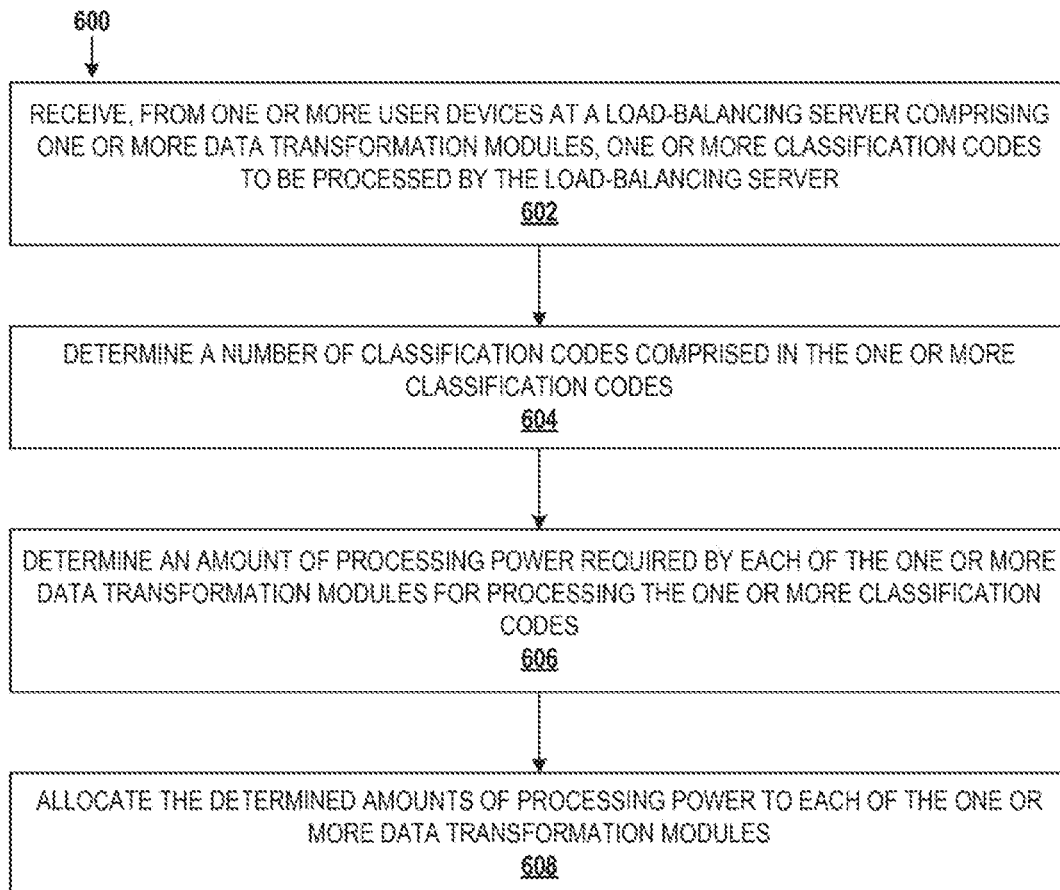 600
RECEIVE, FROM ONE OR MORE USER DEVICES AT A LOAD-BALANCING SERVER COMPRISING
ONE OR MORE DATA TRANSFORMATION MODULES, ONE OR MORE CLASSIFICATION CODES
TO BE PROCESSED BY THE LOAD-BALANCING SERVER
602
DETERMINE A NUMBER OF CLASSIFICATION CODES COMPRISED IN THE ONE OR MORE
CLASSIFICATION CODES
604
DETERMINE AN AMOUNT OF PROCESSING POWER REQUIRED BY EACH OF THE ONE OR MORE
DATA TRANSFORMATION MODULES FOR PROCESSING THE ONE OR MORE CLASSIFICATION
CODES
606
ALLOCATE THE DETERMINED AMOUNTS OF PROCESSING POWER TO EACH OF THE ONE OR
MORE DATA TRANSFORMATION MODULES
608